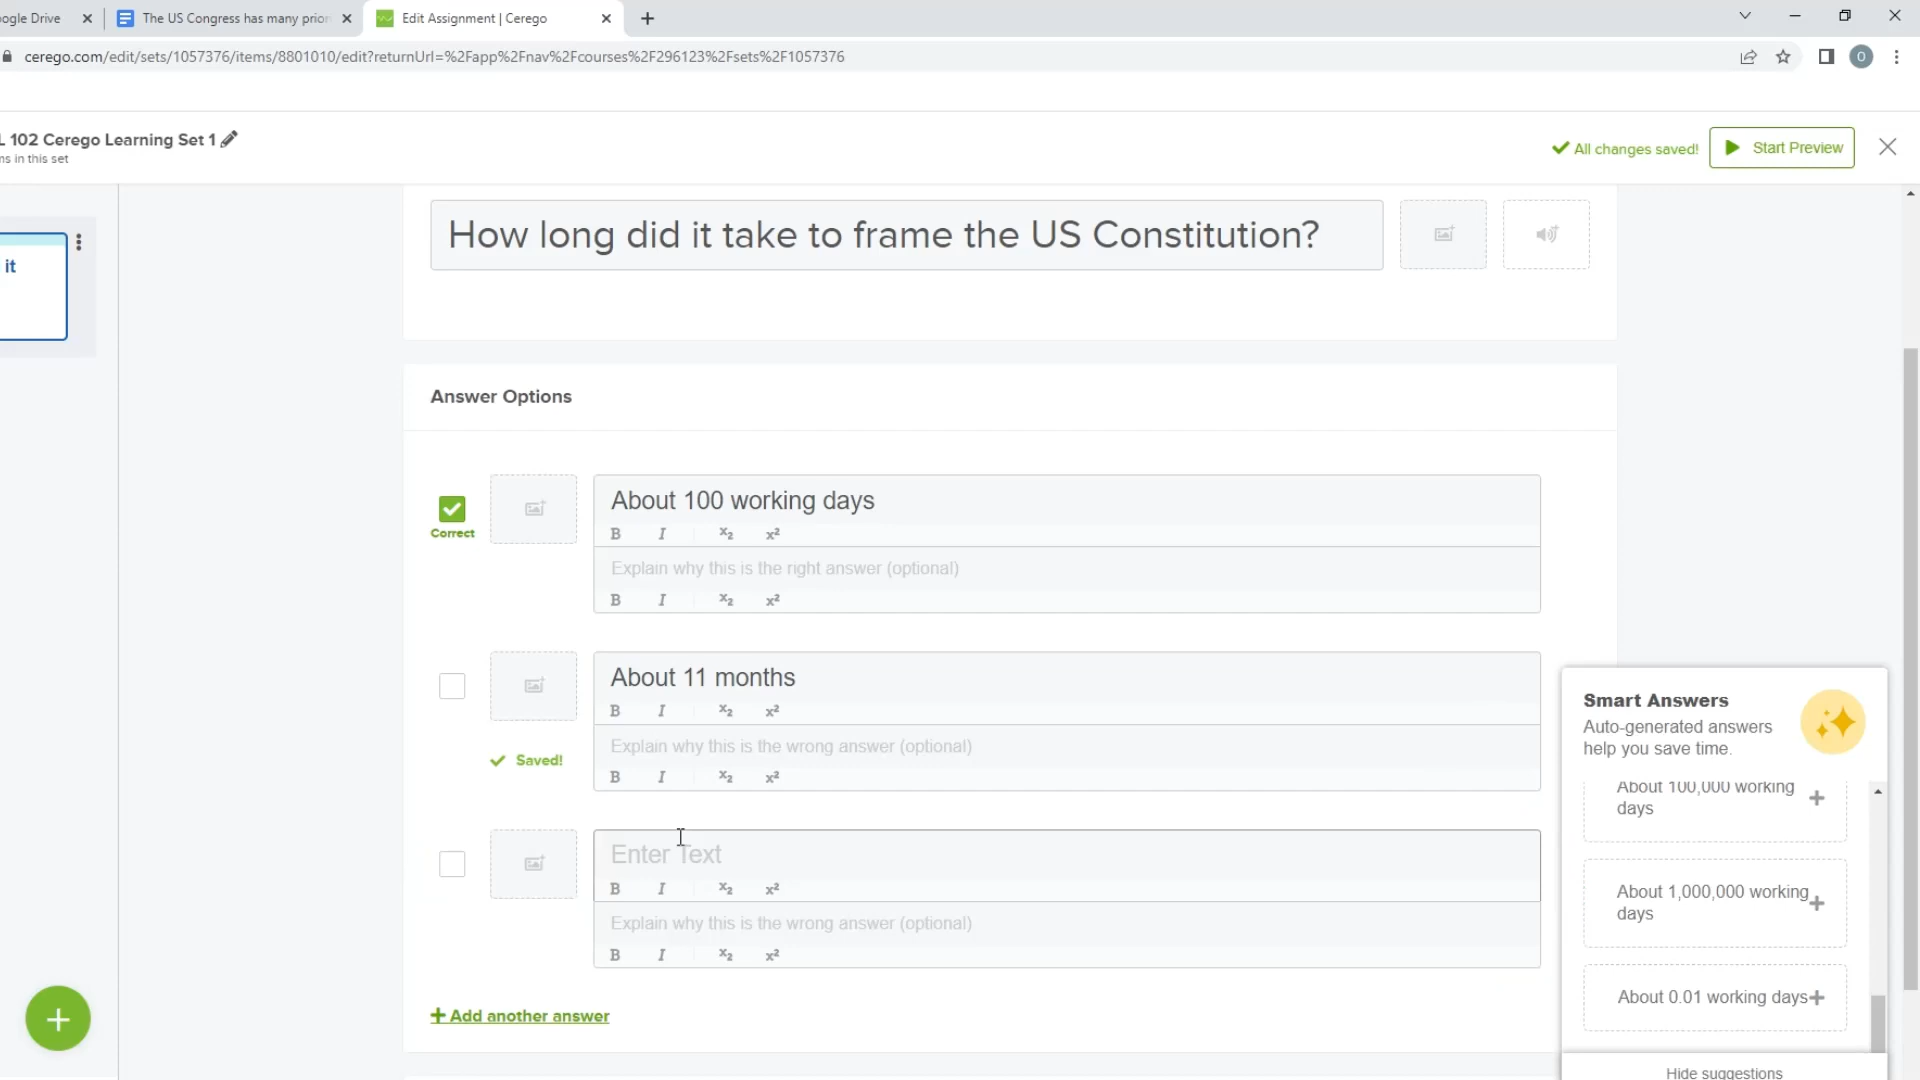 ogle Drive
The US Congress has many prior
Edit Assignment | Cerego
cerego.com/edit/sets/1057376/items/8801010/edit?returnUrl=%2Fapp%2Fnav%2Fcourses%2F296123%2Fsets%2F1057376
O
L 102 Cerego Learning Set 1
ms in this set
All changes saved!
Start Preview
it
How long did it take to frame the US Constitution?
Answer Options
Correct
About 100 working days
B I x₂ x²
Explain why this is the right answer (optional)
B I x₂ x²
About 11 months
B I x₂ x²
Saved!
Explain why this is the wrong answer (optional)
B I x₂ x²
Enter Text
B I x₂ x²
Explain why this is the wrong answer (optional)
B I x₂ x²
+ Add another answer
Smart Answers
Auto-generated answers
help you save time.
About 100,000 working
days
About 1,000,000 working
days
About 0.01 working days
Hide suggestions